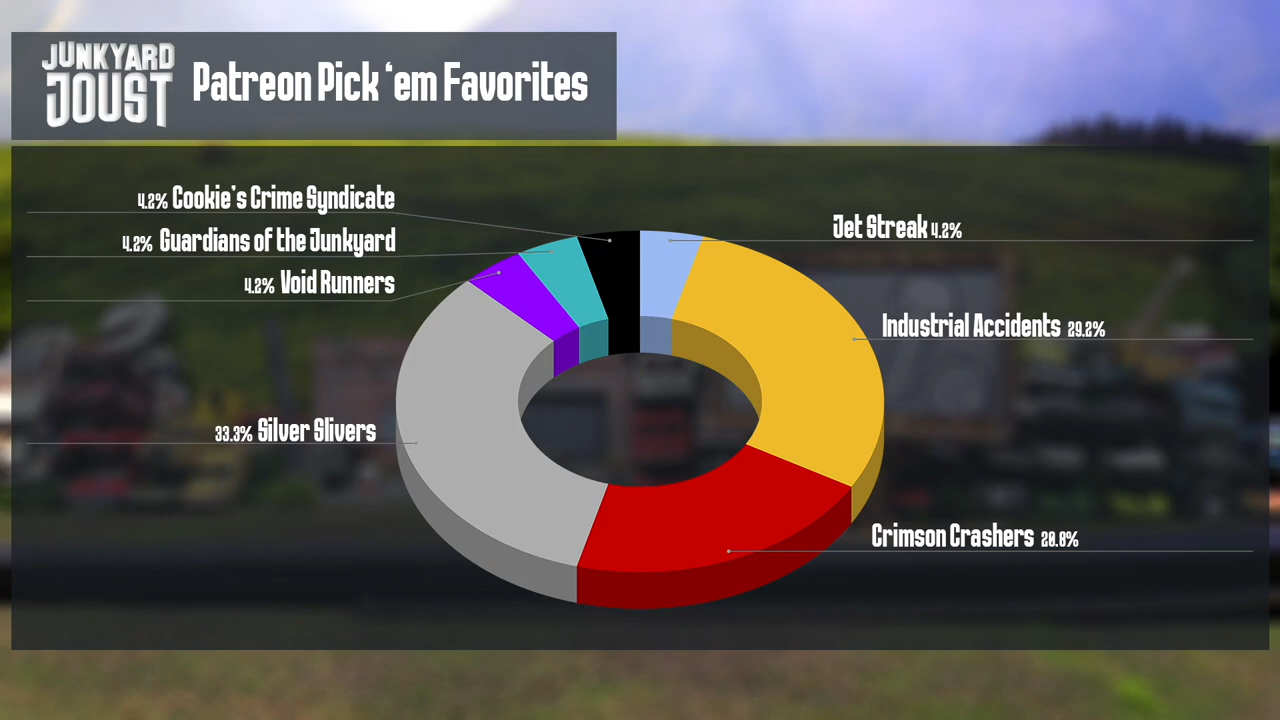 JUNKYARD
JOUST
Patreon Pick ‘em Favorites
4.2% Cookie's Crime Syndicate
4.2% Guardians of the Junkyard
4.2% Void Runners
33.3% Silver Slivers
Jet Streak 4.2%
Industrial Accidents 29.2%
Crimson Crashers 20.8%